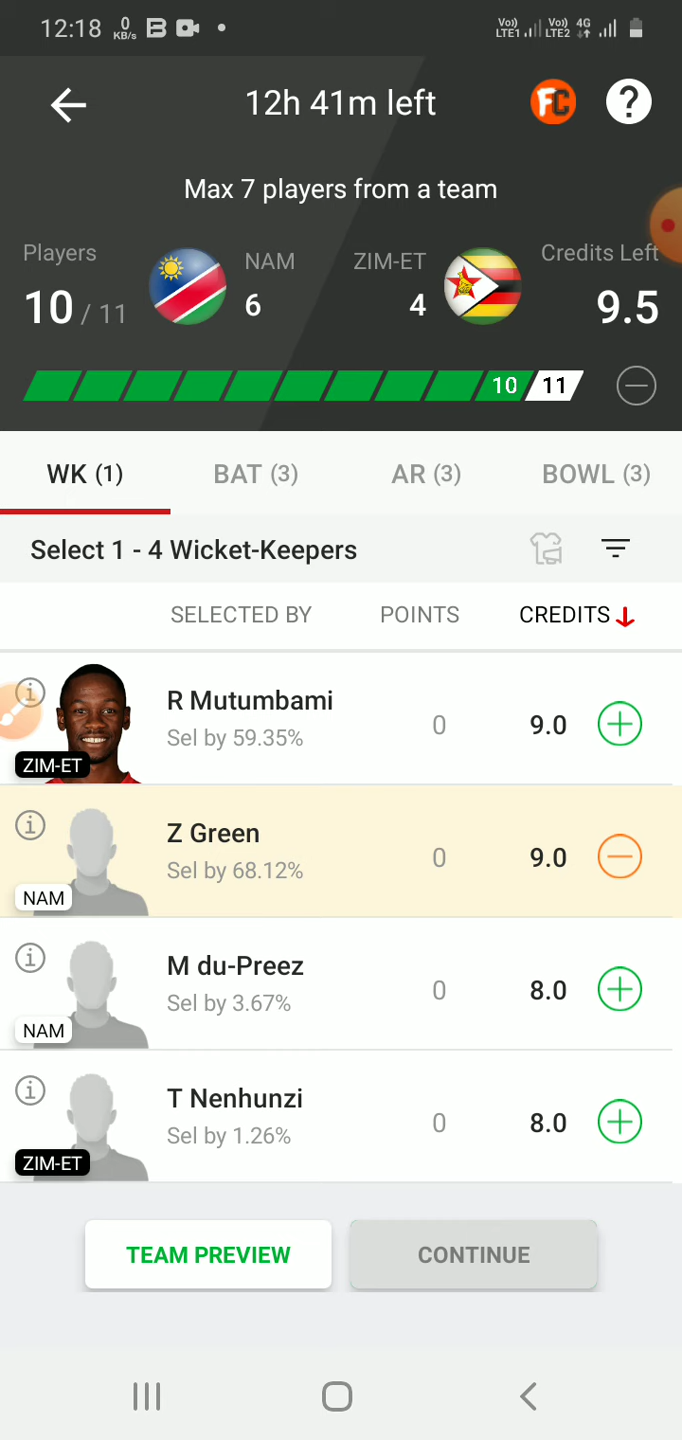 12:18 0 KB/s Vo) LTE1 Vo) LTE2 4G
12h 41m left FC ?
Max 7 players from a team
Players NAM ZIM-ET Credits Left
10 / 11 6 4 9.5
10 11
WK (1) BAT (3) AR (3) BOWL (3)
Select 1 - 4 Wicket-Keepers
SELECTED BY POINTS CREDITS
R Mutumbami
Sel by 59.35% 0 9.0
ZIM-ET
Z Green
Sel by 68.12% 0 9.0
NAM
M du-Preez
Sel by 3.67% 0 8.0
NAM
T Nenhunzi
Sel by 1.26% 0 8.0
ZIM-ET
TEAM PREVIEW CONTINUE